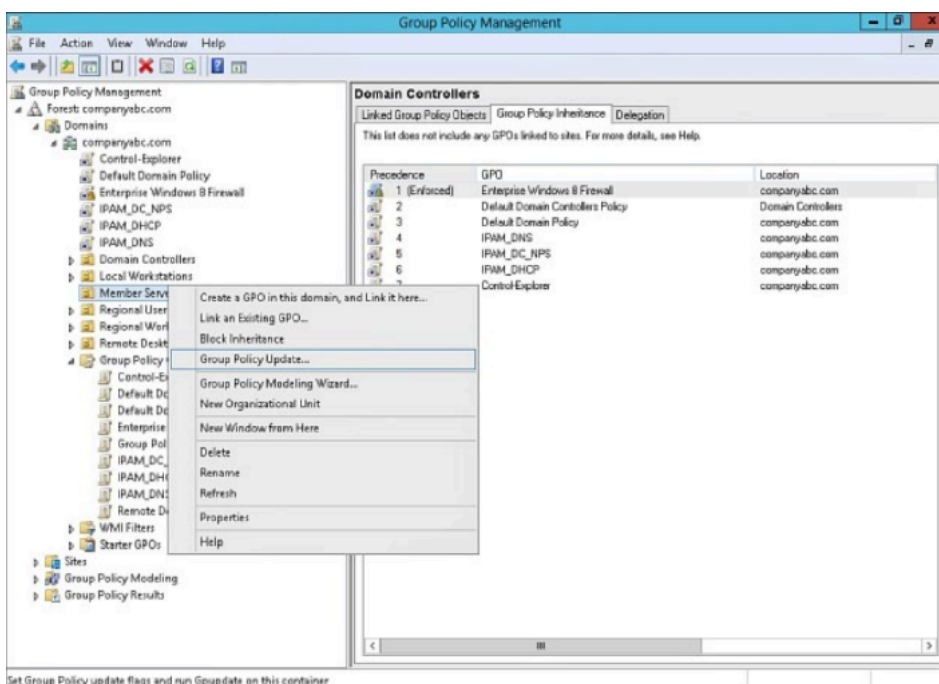 Group Policy Management
File Action View Window Help
Group Policy Management
Forest: companyabc.com
Domains
companyabc.com
Control-Explorer
Default Domain Policy
Enterprise Windows 8 Firewall
IPAM_DC_NPS
IPAM_DHCP
IPAM_DNS
Domain Controllers
Local Workstations
Member Serve
Regional User
Regional Wor
Remote Deskt
Group Policy
Control-Ex
Default Do
Default Do
Enterprise
Group Pol
IPAM_DC_
IPAM_DH
IPAM_DNS
Remote De
WMI Filters
Starter GPOs
Sites
Group Policy Modeling
Group Policy Results
Create a GPO in this domain, and Link it here...
Link an Existing GPO...
Block Inheritance
Group Policy Update...
Group Policy Modeling Wizard...
New Organizational Unit
New Window from Here
Delete
Rename
Refresh
Properties
Help
Domain Controllers
Linked Group Policy Objects Group Policy Inheritance Delegation
This list does not include any GPOs linked to sites. For more details, see Help.
Precedence GPO Location
1 (Enforced) Enterprise Windows 8 Firewall companyabc.com
2 Default Domain Controllers Policy Domain Controllers
3 Default Domain Policy companyabc.com
4 IPAM_DNS companyabc.com
5 IPAM_DC_NPS companyabc.com
6 IPAM_DHCP companyabc.com
7 Control-Explorer companyabc.com
Set Group Policy update flags and run Gpupdate on this container